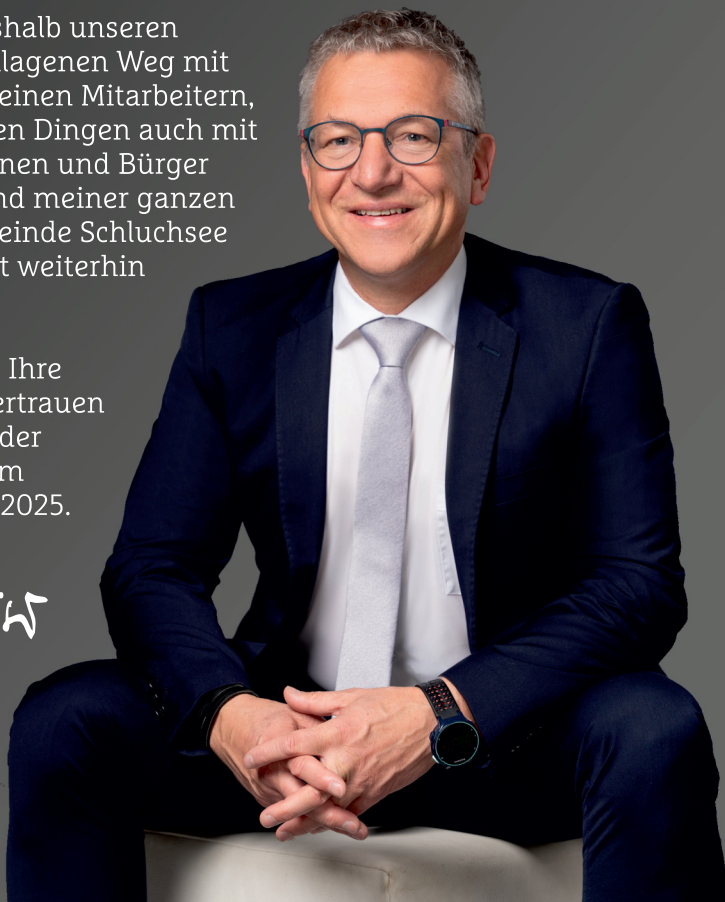 shalb unseren
lagenen Weg mit
einen Mitarbeitern,
en Dingen auch mit
nen und Bürger
nd meiner ganzen
einde Schluchsee
t weiterhin
Ihre
ertrauen
der
m
2025.